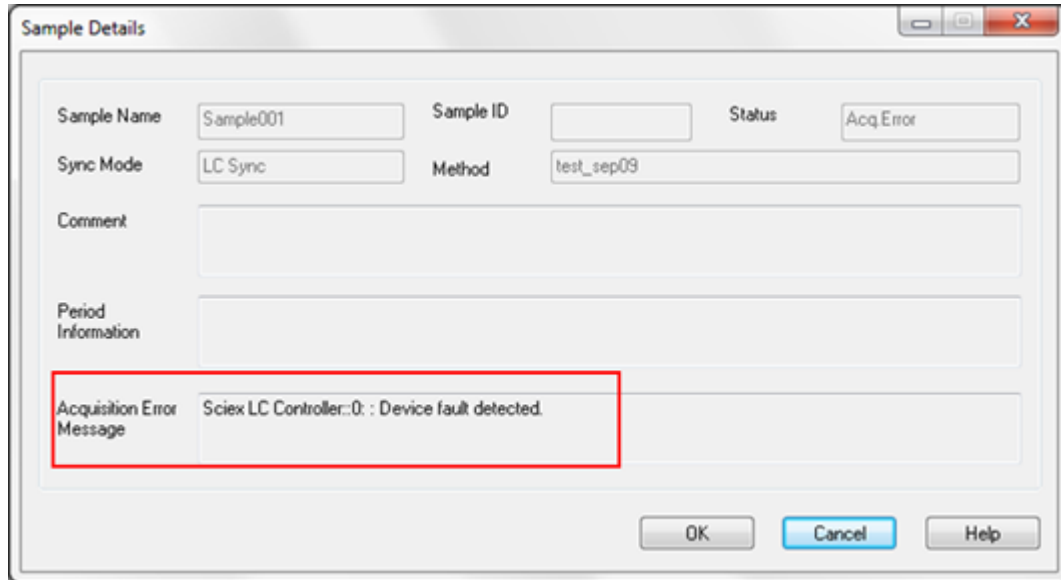 Sample Details
Sample Name Sample001 Sample ID Status Acq.Error
Sync Mode LC Sync Method test_sep09
Comment
Period
Information
Acquisition Error Sciex LC Controller::0: : Device fault detected.
Message
OK Cancel Help